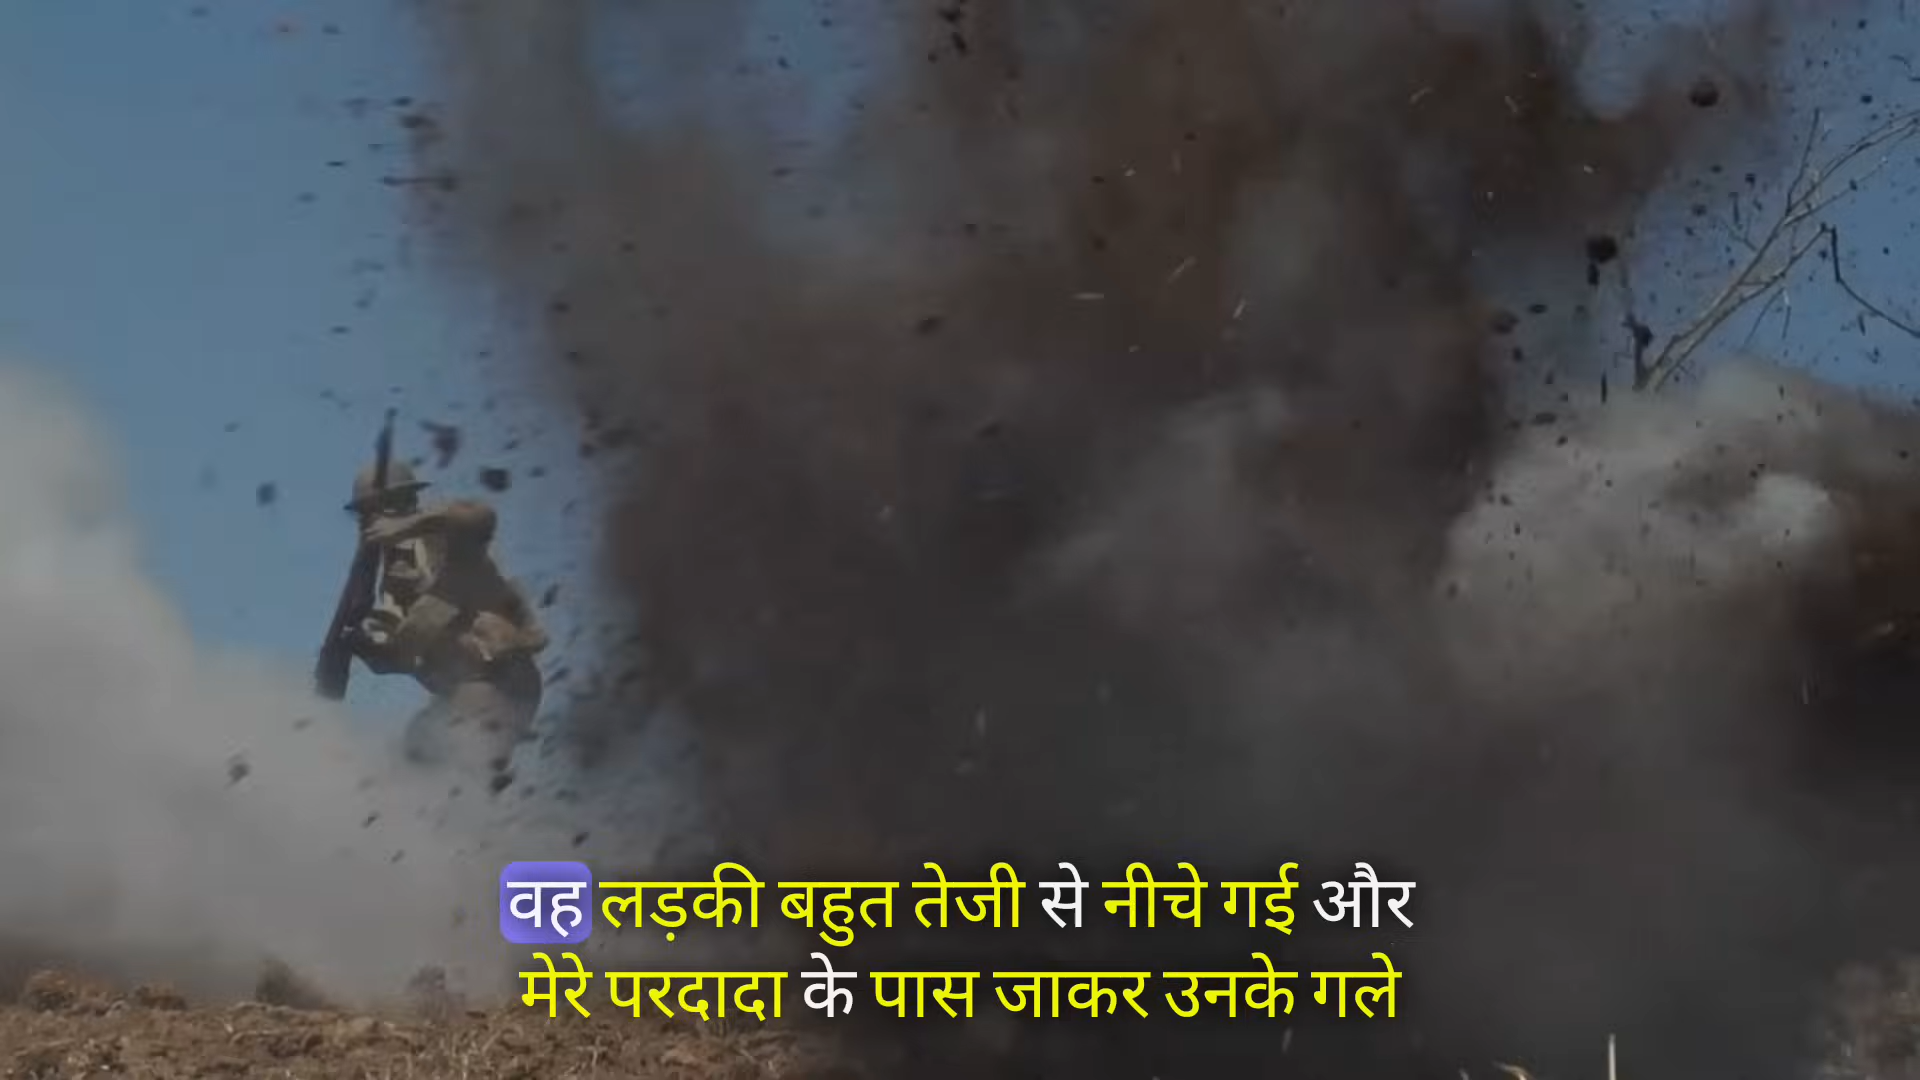 वह लड़की बहुत तेजी से नीचे गई और
मेरे परदादा के पास जाकर उनके गले